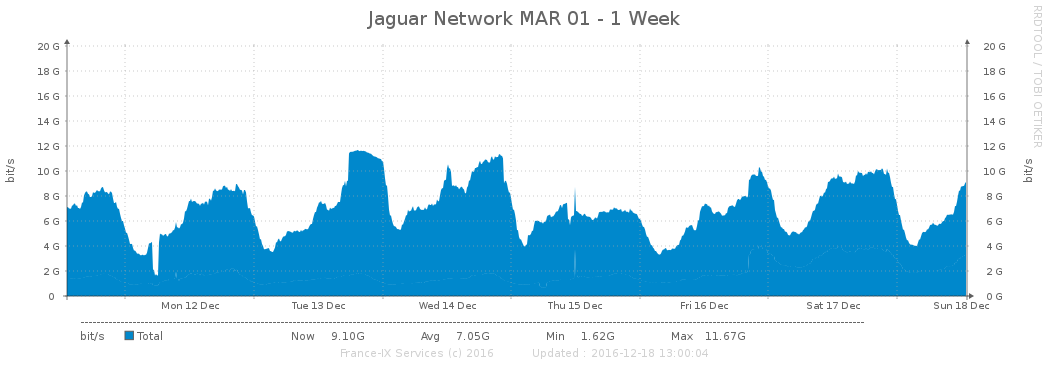 Jaguar Network MAR 01 - 1 Week
RRDTOOL / TOBI OETIKER
bit/s
20 G
18 G
16 G
14 G
12 G
10 G
8 G
6 G
4 G
2 G
0
20 G
18 G
16 G
14 G
12 G
10 G
8 G
6 G
4 G
2 G
0 G
bit/s
Mon 12 Dec Tue 13 Dec Wed 14 Dec Thu 15 Dec Fri 16 Dec Sat 17 Dec Sun 18 Dec
bit/s Total Now 9.10G Avg 7.05G Min 1.62G Max 11.67G
France-IX Services (c) 2016 Updated : 2016-12-18 13:00:04